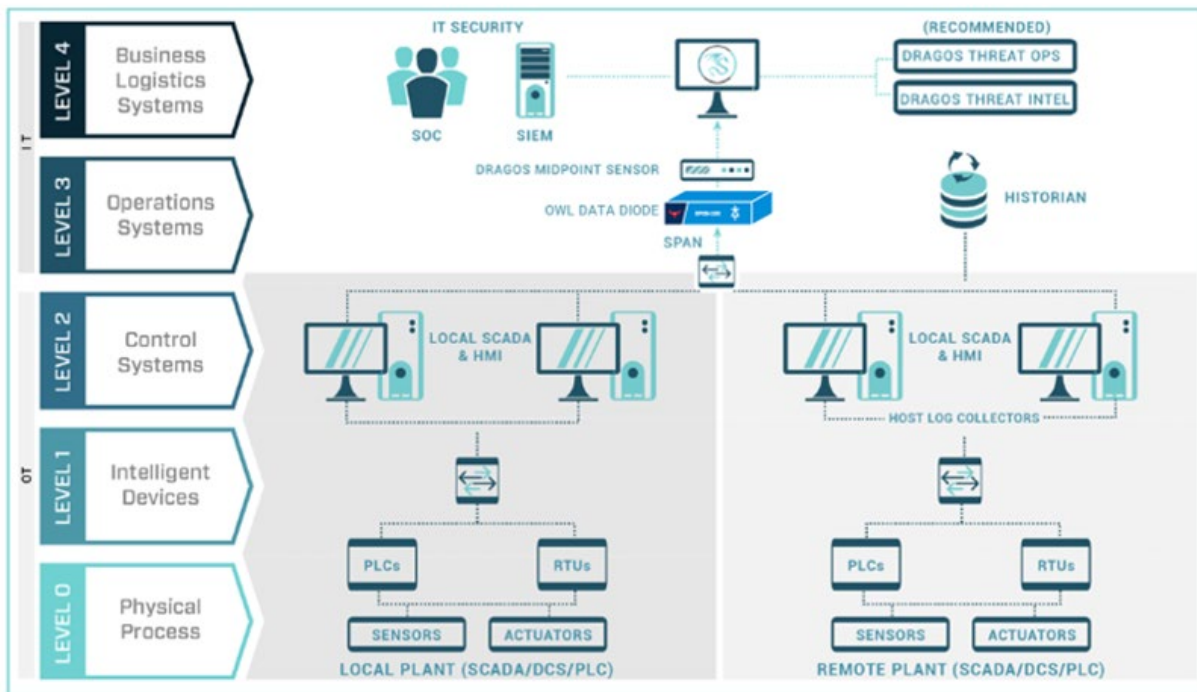 IT
OT
LEVEL 4
Business
Logistics
Systems
LEVEL 3
Operations
Systems
LEVEL 2
Control
Systems
LEVEL 1
Intelligent
Devices
LEVEL 0
Physical
Process
IT SECURITY
SOC
SIEM
(RECOMMENDED)
DRAGOS THREAT OPS
DRAGOS THREAT INTEL
DRAGOS MIDPOINT SENSOR
OWL DATA DIODE
SPAN
HISTORIAN
LOCAL SCADA
& HMI
PLCs
RTUs
SENSORS
ACTUATORS
LOCAL PLANT (SCADA/DCS/PLC)
LOCAL SCADA
& HMI
HOST LOG COLLECTORS
PLCs
RTUs
SENSORS
ACTUATORS
REMOTE PLANT (SCADA/DCS/PLC)